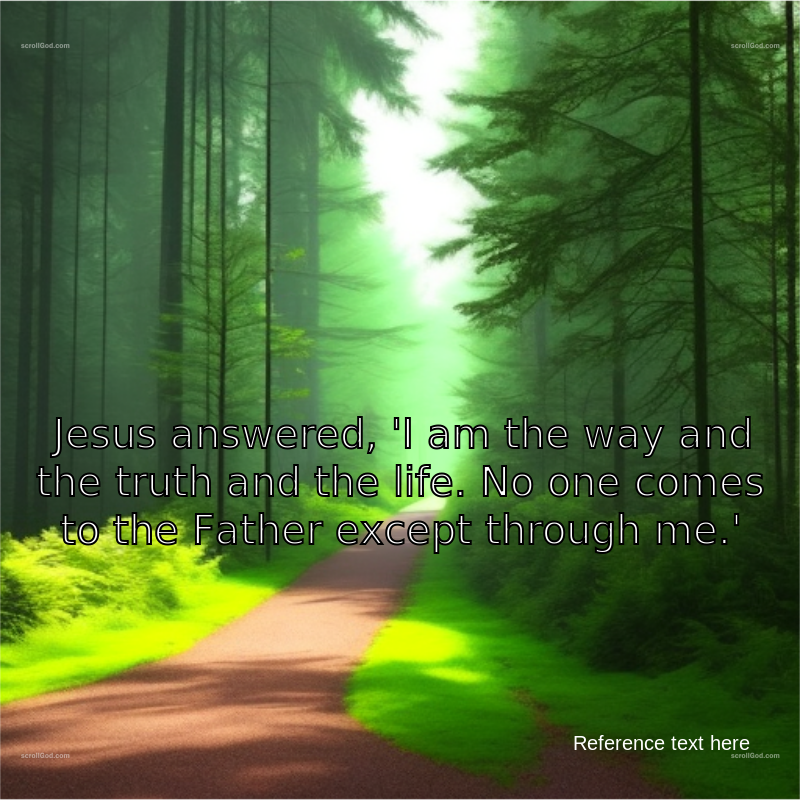 scrollGod.com
scrollGod.com
Jesus answered, 'I am the way and
the truth and the life. No one comes
to the Father except through me.'
Reference text here
scrollGod.com
scrollGod.com